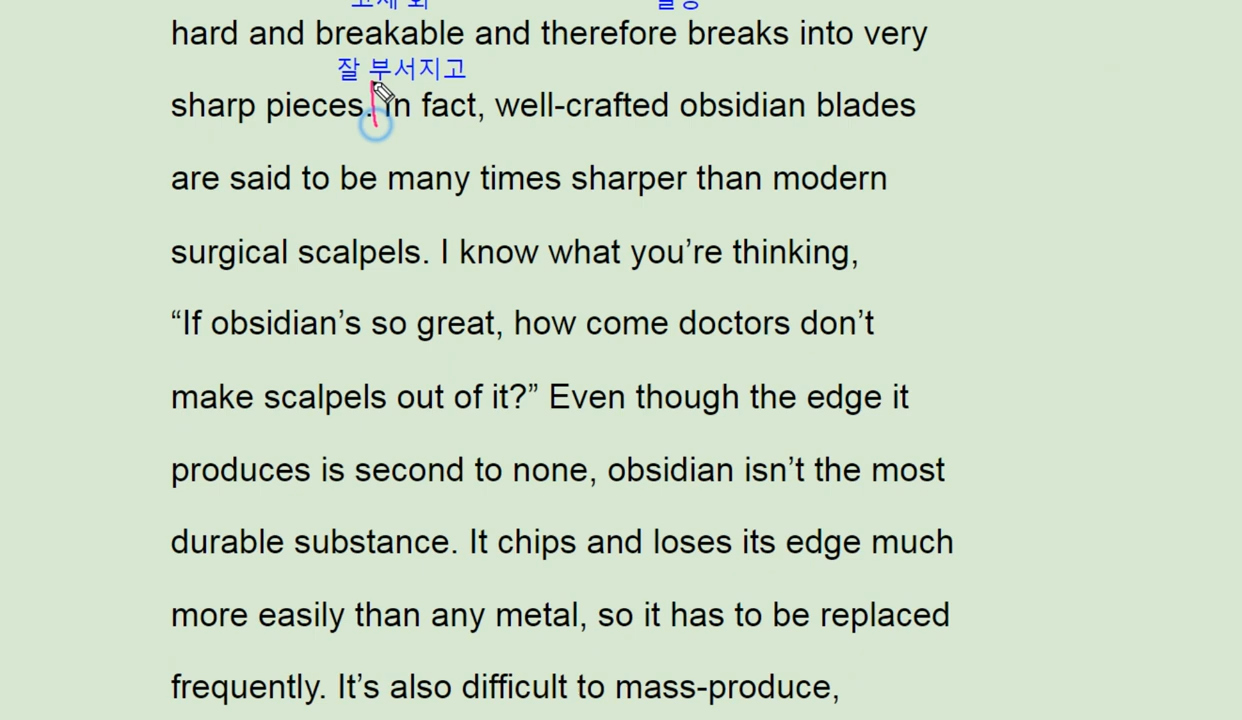 hard and breakable and therefore breaks into very
잘 부서지고
sharp pieces. In fact, well-crafted obsidian blades
are said to be many times sharper than modern
surgical scalpels. I know what you’re thinking,
“If obsidian’s so great, how come doctors don’t
make scalpels out of it?” Even though the edge it
produces is second to none, obsidian isn’t the most
durable substance. It chips and loses its edge much
more easily than any metal, so it has to be replaced
frequently. It’s also difficult to mass-produce,